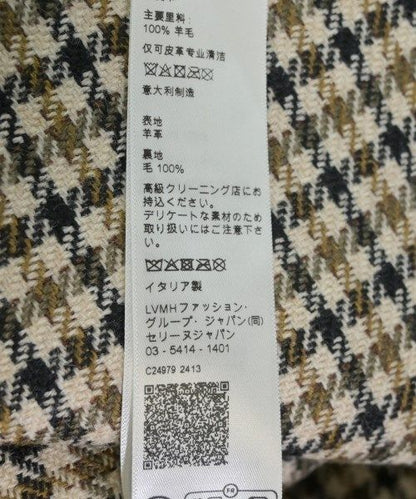 主要里料:
100% 羊毛
仅可皮革专业清洁
意大利制造
表地
羊革
裏地
毛 100%
高級クリーニング店にお
持込ください。
デリケートな素材のため
取り扱いにはご注意下さ
い。
イタリア製
LVMHファッション・
グループ・ジャパン(同)
セリーヌジャパン
03 - 5414 - 1401
C24979 2413